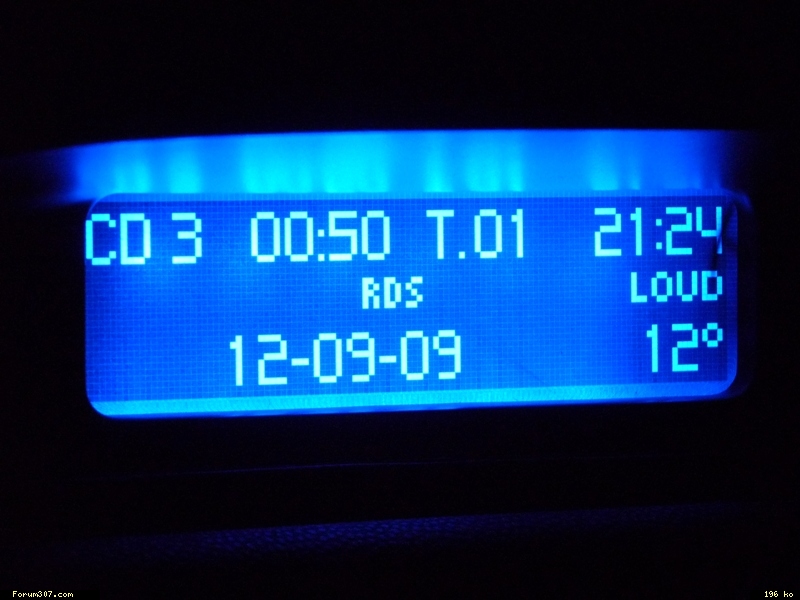 CD 3 00:50 T.01 21:24
RDS LOUD
12-09-09 12°
Forum307.com 196 ko